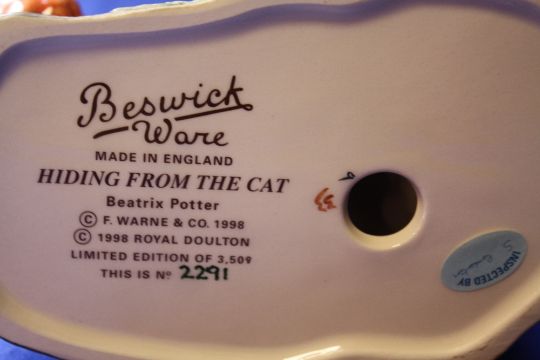 Beswick
Ware
MADE IN ENGLAND
HIDING FROM THE CAT
Beatrix Potter
© F. WARNE & CO. 1998
© 1998 ROYAL DOULTON
LIMITED EDITION OF 3,509
THIS IS Nº 2291
INSPECTED BY